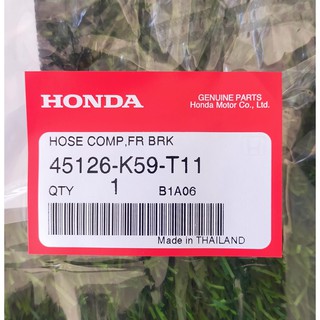 HONDA
GENUINE PARTS
Honda Motor Co., Ltd.
HOSE COMP,FR BRK
45126-K59-T11
QTY 1 B1A06
Made in THAILAND